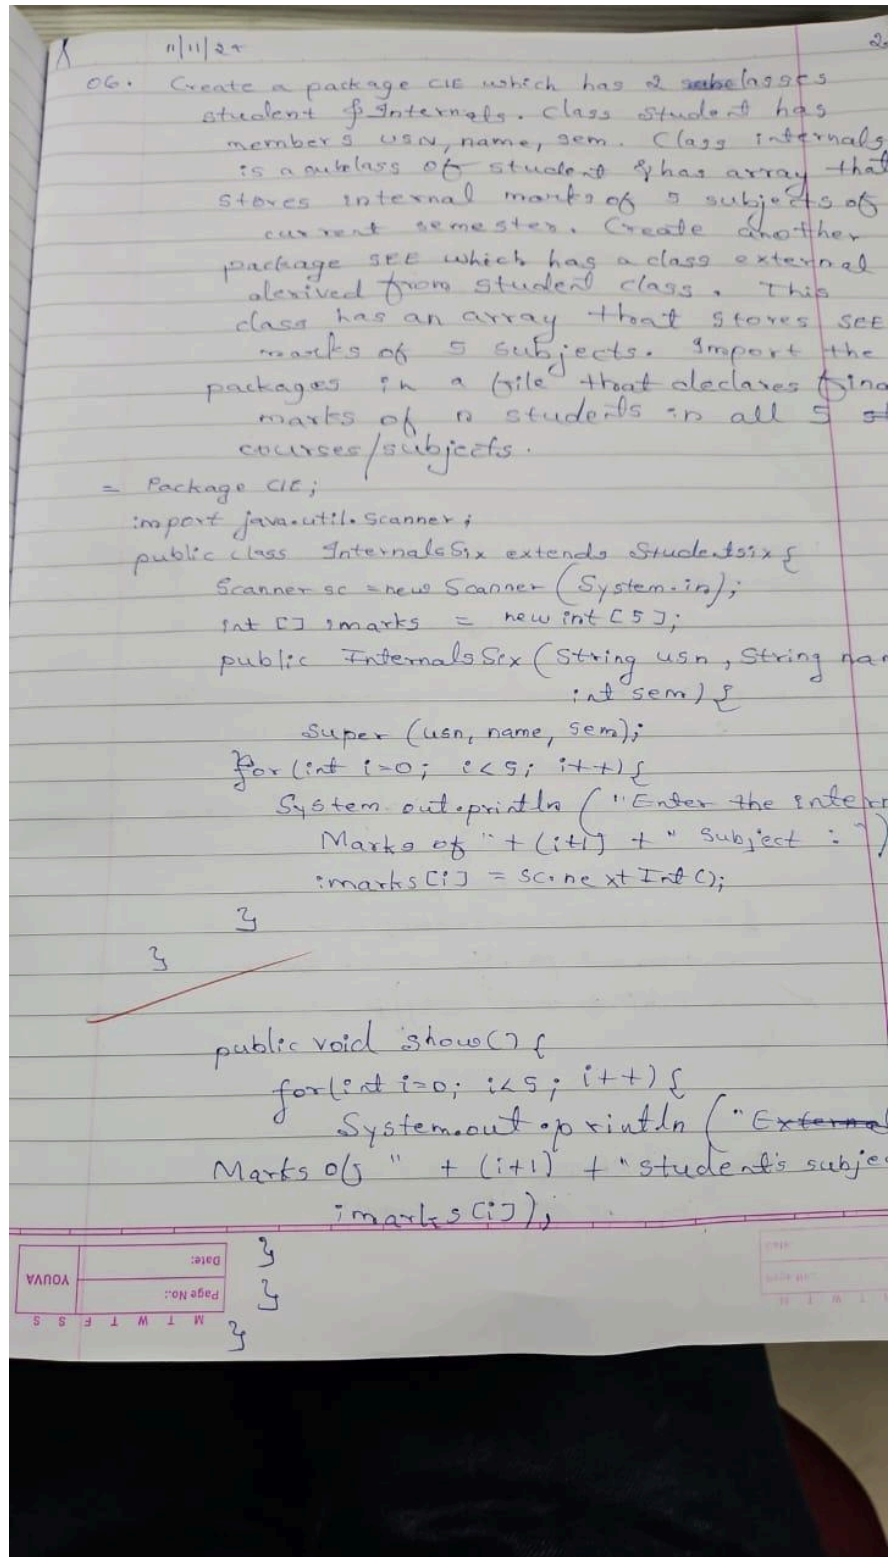 11/11/24
06. Create a package CIE which has 2 subclasses
student & Internals. Class Student has
members USN, name, sem. Class internals
is a subclass of student & has array that
stores internal marks of 5 subjects of
current semester. Create another
package SEE which has a class external
derived from student class. This
class has an array that stores SEE
marks of 5 subjects. Import the
packages in a file that declares fina
marks of n students in all 5
courses/subjects.
= Package CIE;
import java.util.Scanner;
public class InternalsSix extends Studentsix{
Scanner sc = new Scanner (System.in);
int [] imarks = new int [5];
public InternalsSix (String usn, String nam
int sem) {
Super (usn, name, sem);
for (int i=0; i<5; i++) {
System.out.println ("Enter the intern
Marks of " + (i+1) + " Subject : ")
imarks [i] = sc.nextInt ();
}
}
public void show() {
for(int i=0; i<5; i++) {
System.out.println ("External
Marks of " + (i+1) + "student's subje
imarks [i]);
}
}
}
YOUVA
Date:
Page No.:
M T W T F S S